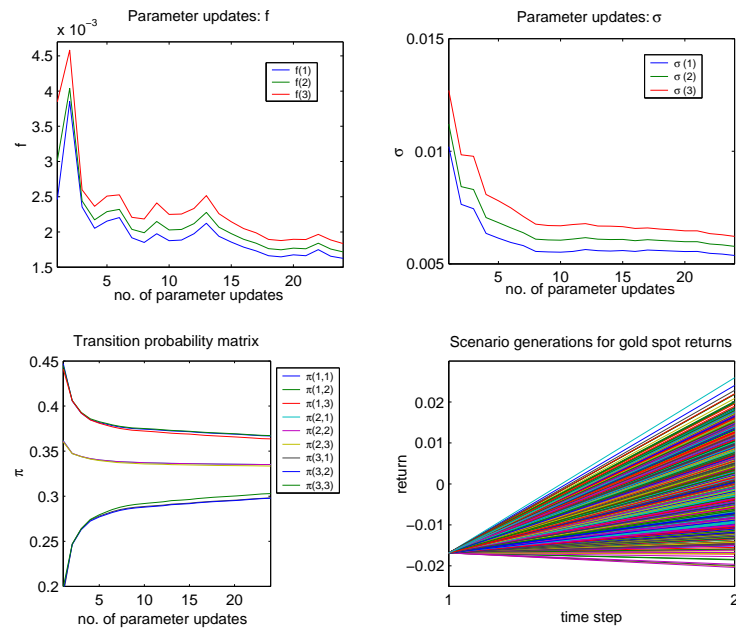 Parameter updates: f
x 10⁻³
4.5
4
3.5
3
2.5
2
1.5
f
5 10 15 20
no. of parameter updates
f(1)
f(2)
f(3)
Parameter updates: σ
0.015
0.01
0.005
σ
5 10 15 20
no. of parameter updates
σ (1)
σ (2)
σ (3)
Transition probability matrix
0.45
0.4
0.35
0.3
0.25
0.2
π
5 10 15 20
no. of parameter updates
π(1,1)
π(1,2)
π(1,3)
π(2,1)
π(2,2)
π(2,3)
π(3,1)
π(3,2)
π(3,3)
Scenario generations for gold spot returns
0.02
0.01
0
−0.01
−0.02
return
1 2
time step